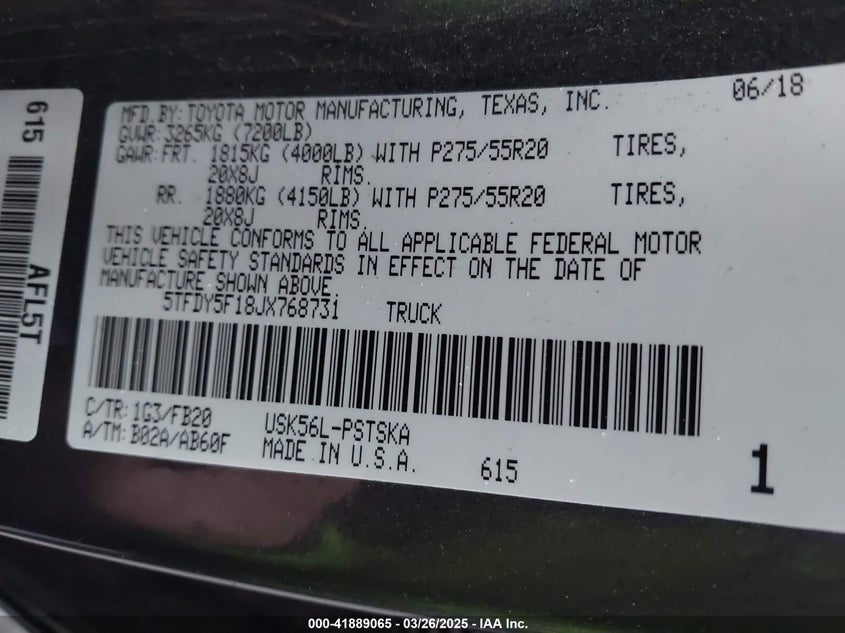 615
AFL5T
MFD.BY:TOYOTA MOTOR MANUFACTURING, TEXAS, INC. 06/18
GVWR:3265KG (7200LB)
GAWR:FRT. 1815KG (4000LB) WITH P275/55R20 TIRES,
20X8J RIMS.
RR. 1880KG (4150LB) WITH P275/55R20 TIRES,
20X8J RIMS.
THIS VEHICLE CONFORMS TO ALL APPLICABLE FEDERAL MOTOR
VEHICLE SAFETY STANDARDS IN EFFECT ON THE DATE OF
MANUFACTURE SHOWN ABOVE.
5TFDY5F18JX768731 TRUCK
C/TR:1G3/FB20 USK56L-PSTSKA
A/TM:B02A/AB60F MADE IN U.S.A. 615 1
000-41889065 - 03/26/2025 - IAA Inc.